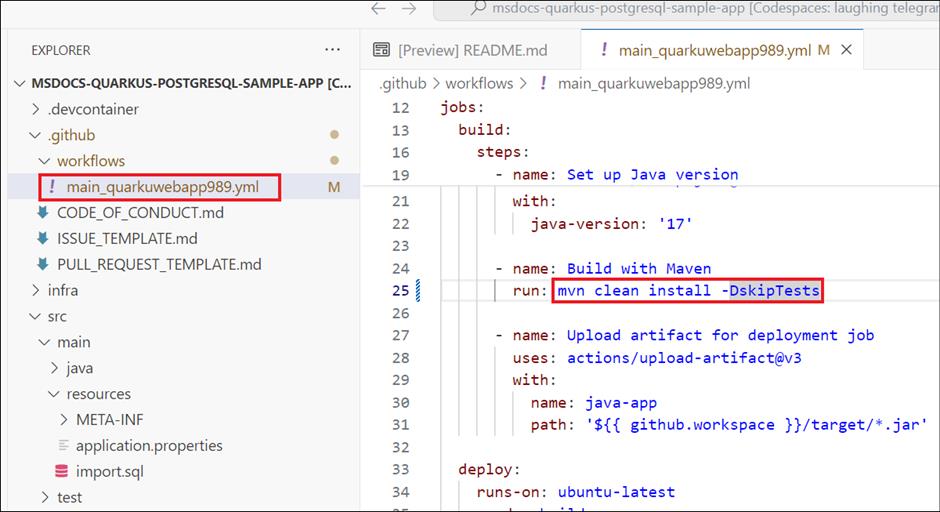 msdocs-quarkus-postgresql-sample-app [Codespaces: laughing telegram
EXPLORER
MSDOCS-QUARKUS-POSTGRESQL-SAMPLE-APP [C...
.devcontainer
.github
workflows
! main_quarkuwebapp989.yml M
CODE_OF_CONDUCT.md
ISSUE_TEMPLATE.md
PULL_REQUEST_TEMPLATE.md
infra
src
main
java
resources
META-INF
application.properties
import.sql
test
[Preview] README.md
! main_quarkuwebapp989.yml M
.github > workflows > ! main_quarkuwebapp989.yml
12 jobs:
13 build:
16 steps:
19 - name: Set up Java version
21 with:
22 java-version: '17'
23
24 - name: Build with Maven
25 run: mvn clean install -DskipTests
26
27 - name: Upload artifact for deployment job
28 uses: actions/upload-artifact@v3
29 with:
30 name: java-app
31 path: '${{ github.workspace }}/target/*.jar'
32
33 deploy:
34 runs-on: ubuntu-latest